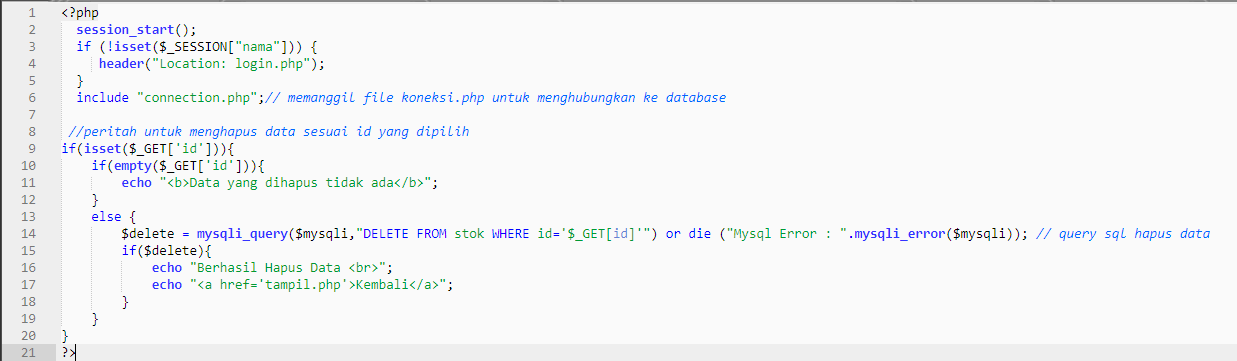 1 <?php
2 session_start();
3 if (!isset($_SESSION["nama"])) {
4 header("Location: login.php");
5 }
6 include "connection.php";// memanggil file koneksi.php untuk menghubungkan ke database
7
8 //peritah untuk menghapus data sesuai id yang dipilih
9 if(isset($_GET['id'])){
10 if(empty($_GET['id'])){
11 echo "<b>Data yang dihapus tidak ada</b>";
12 }
13 else {
14 $delete = mysqli_query($mysqli,"DELETE FROM stok WHERE id='$_GET[id]'") or die ("Mysql Error : ".mysqli_error($mysqli)); // query sql hapus data
15 if($delete){
16 echo "Berhasil Hapus Data <br>";
17 echo "<a href='tampil.php'>Kembali</a>";
18 }
19 }
20 }
21 ?>